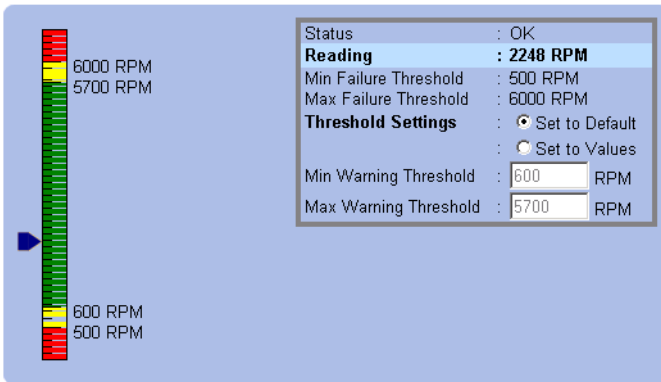 6000 RPM
5700 RPM
600 RPM
500 RPM
Status : OK
Reading : 2248 RPM
Min Failure Threshold : 500 RPM
Max Failure Threshold : 6000 RPM
Threshold Settings : Set to Default
: Set to Values
Min Warning Threshold : 600 RPM
Max Warning Threshold : 5700 RPM